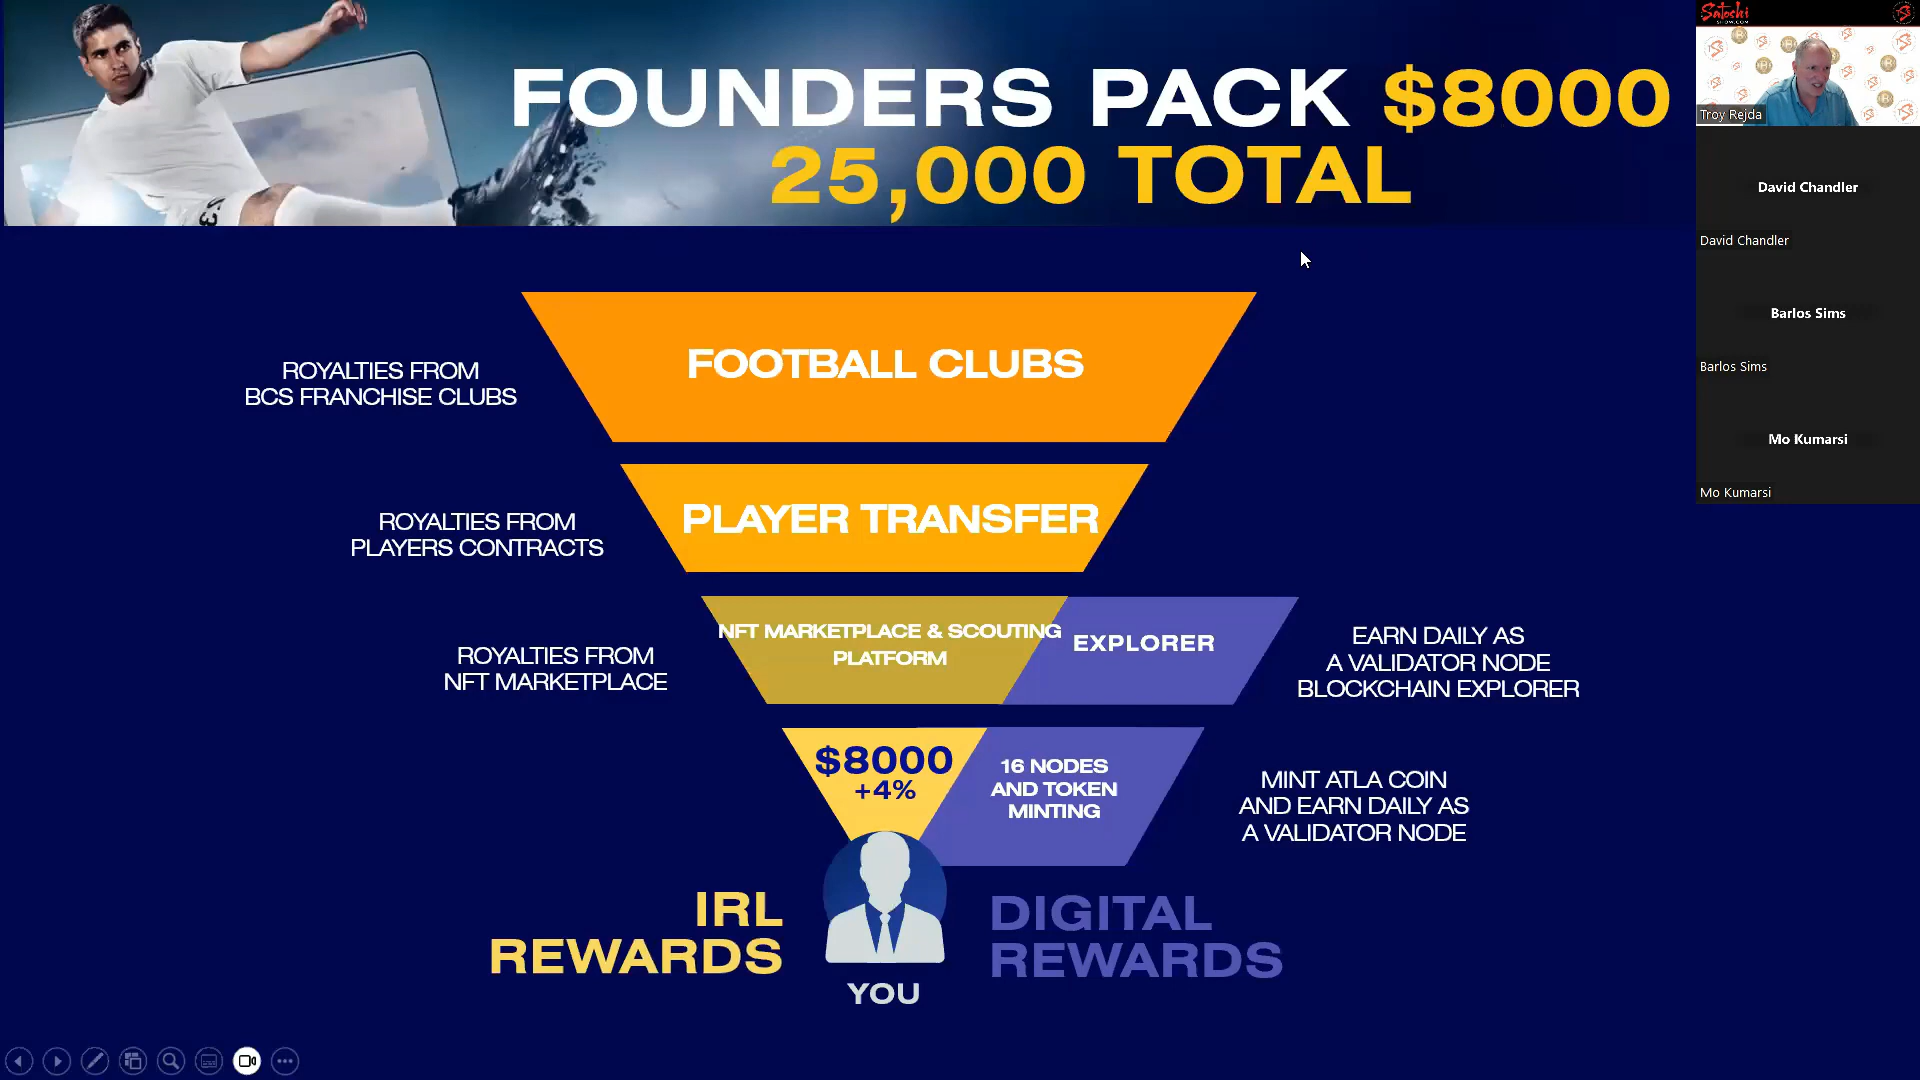 FOUNDERS PACK $8000
25,000 TOTAL
FOOTBALL CLUBS
ROYALTIES FROM
BCS FRANCHISE CLUBS
PLAYER TRANSFER
ROYALTIES FROM
PLAYERS CONTRACTS
NFT MARKETPLACE & SCOUTING
PLATFORM
ROYALTIES FROM
NFT MARKETPLACE
EXPLORER
EARN DAILY AS
A VALIDATOR NODE
BLOCKCHAIN EXPLORER
$8000
+4%
16 NODES
AND TOKEN
MINTING
MINT ATLA COIN
AND EARN DAILY AS
A VALIDATOR NODE
IRL
REWARDS
DIGITAL
REWARDS
YOU
Satoshi
Troy Rejda
David Chandler
David Chandler
Barlos Sims
Barlos Sims
Mo Kumarsi
Mo Kumarsi